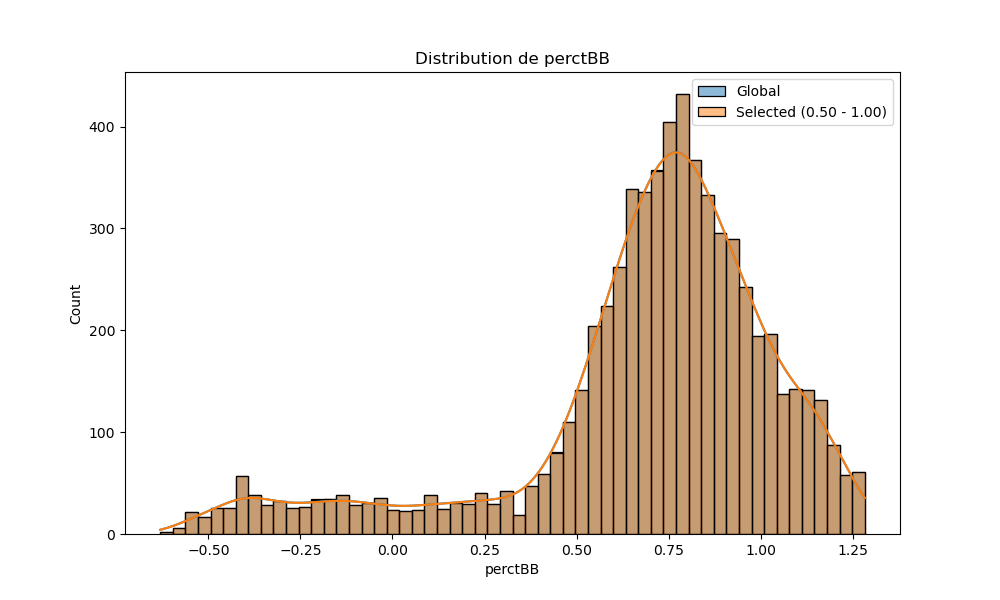 Distribution de perctBB
Global
Selected (0.50 - 1.00)
400
300
200
100
0
Count
−0.50
−0.25
0.00
0.25
0.50
0.75
1.00
1.25
perctBB